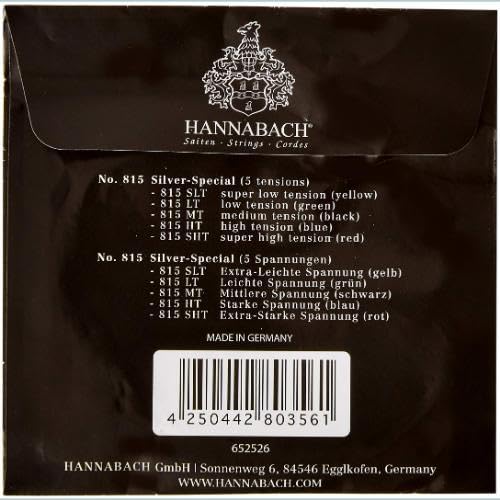 HANNABACH®
Saiten · Strings · Cordes
No. 815 Silver-Special (5 tensions)
- 815 SLT super low tension (yellow)
- 815 LT low tension (green)
- 815 MT medium tension (black)
- 815 HT high tension (blue)
- 815 SHT super high tension (red)
No. 815 Silver-Special (5 Spannungen)
- 815 SLT Extra-Leichte Spannung (gelb)
- 815 LT Leichte Spannung (grün)
- 815 MT Mittlere Spannung (schwarz)
- 815 HT Starke Spannung (blau)
- 815 SHT Extra-Starke Spannung (rot)
MADE IN GERMANY
4 250442 803561
652526
HANNABACH GmbH | Sonnenweg 6, 84546 Egglkofen, Germany
WWW.HANNABACH.COM